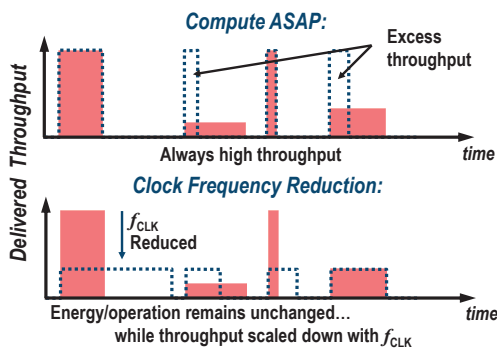 Compute ASAP:
Excess
throughput
Always high throughput
time
Delivered Throughput
Clock Frequency Reduction:
fCLK
Reduced
time
Energy/operation remains unchanged…
while throughput scaled down with fCLK